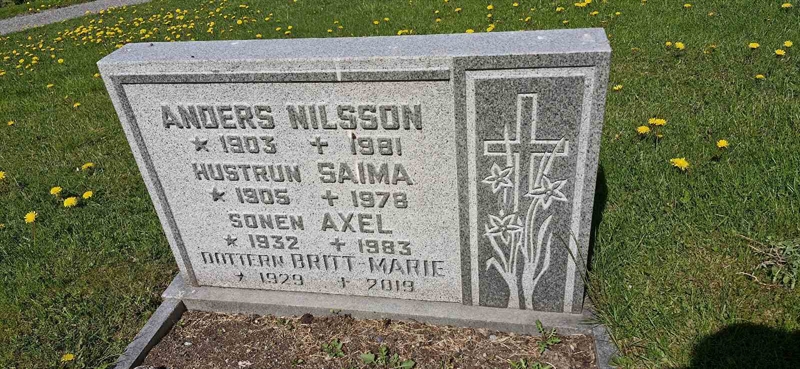 ANDERS NILSSON
* 1903 + 1981
HUSTRUN SAIMA
* 1905 + 1978
SONEN AXEL
* 1932 + 1983
DOTTERN BRITT-MARIE
* 1929 + 2019